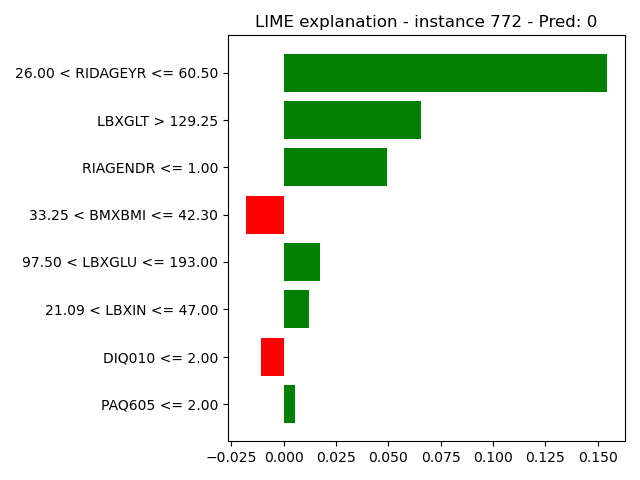 LIME explanation - instance 772 - Pred: 0
26.00 < RIDAGEYR <= 60.50
LBXGLT > 129.25
RIAGENDR <= 1.00
33.25 < BMXBMI <= 42.30
97.50 < LBXGLU <= 193.00
21.09 < LBXIN <= 47.00
DIQ010 <= 2.00
PAQ605 <= 2.00
−0.025 0.000 0.025 0.050 0.075 0.100 0.125 0.150